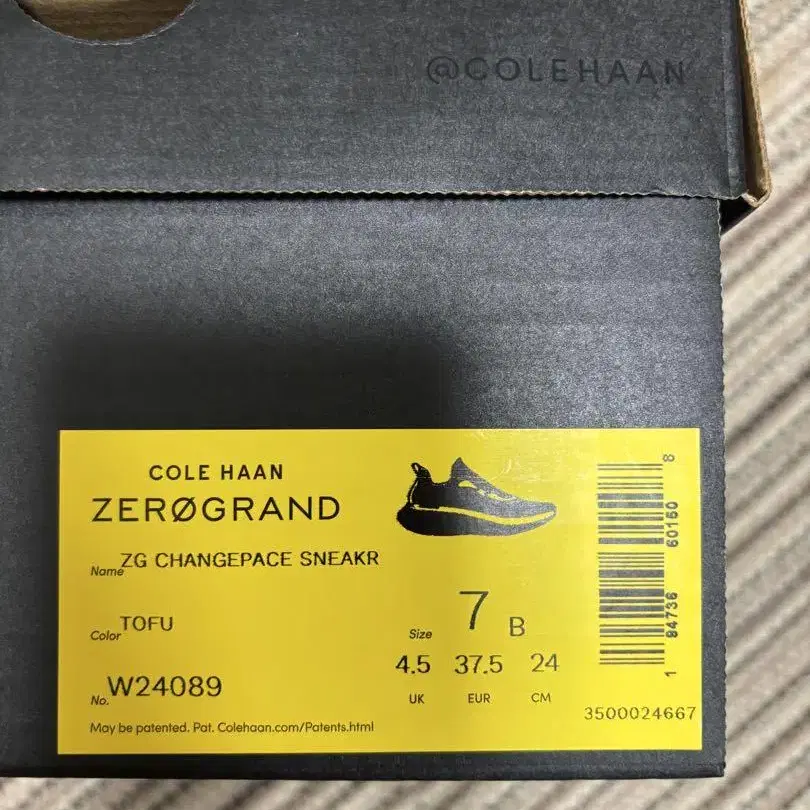 @COLEHAAN
COLE HAAN
ZERØGRAND
Name ZG CHANGEPACE SNEAKR
Color TOFU
Size 7 B
4.5 37.5 24
UK EUR CM
No. W24089
May be patented. Pat. Colehaan.com/Patents.html
1 94736 60150 8
3500024667